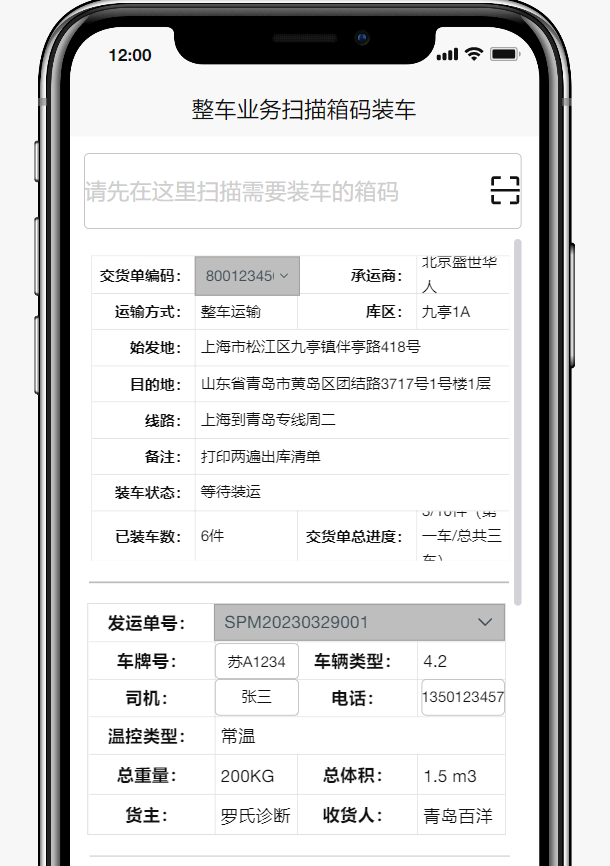 12:00
整车业务扫描箱码装车
请先在这里扫描需要装车的箱码
交货单编码： 80012345 承运商： 北京盛世华
人
运输方式： 整车运输 库区： 九亭1A
始发地： 上海市松江区九亭镇伴亭路418号
目的地： 山东省青岛市黄岛区团结路3717号1号楼1层
线路： 上海到青岛专线周二
备注： 打印两遍出库清单
装车状态： 等待装运
3/10件（第
已装车数： 6件 交货单总进度： 一车/总共三
车）
发运单号： SPM20230329001
车牌号： 苏A1234 车辆类型： 4.2
司机： 张三 电话： 1350123457
温控类型： 常温
总重量： 200KG 总体积： 1.5 m3
货主： 罗氏诊断 收货人： 青岛百洋